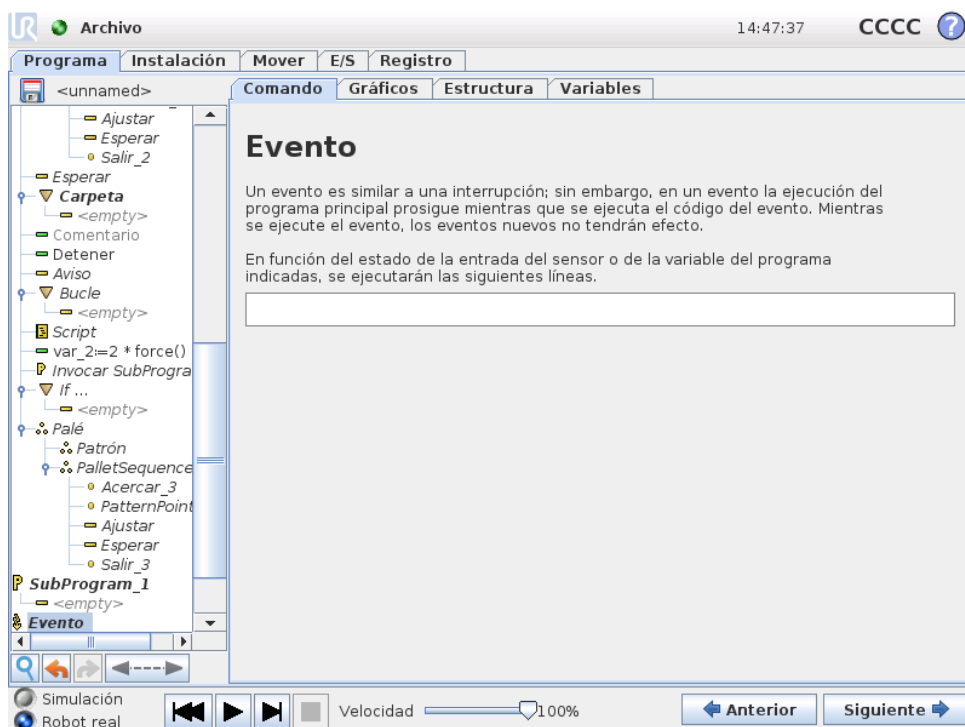 UR Archivo 14:47:37 CCCC ?
Programa Instalación Mover E/S Registro
<unnamed>
Comando Gráficos Estructura Variables
Ajustar
Esperar
Salir_2
Esperar
Carpeta
<empty>
Comentario
Detener
Aviso
Bucle
<empty>
Script
var_2:=2 * force()
Invocar SubProgra
If ...
<empty>
Palé
Patrón
PalletSequence
Acercar_3
PatternPoint
Ajustar
Esperar
Salir_3
SubProgram_1
<empty>
Evento
Evento
Un evento es similar a una interrupción; sin embargo, en un evento la ejecución del
programa principal prosigue mientras que se ejecuta el código del evento. Mientras
se ejecute el evento, los eventos nuevos no tendrán efecto.
En función del estado de la entrada del sensor o de la variable del programa
indicadas, se ejecutarán las siguientes líneas.
Simulación
Robot real
Velocidad 100%
Anterior Siguiente